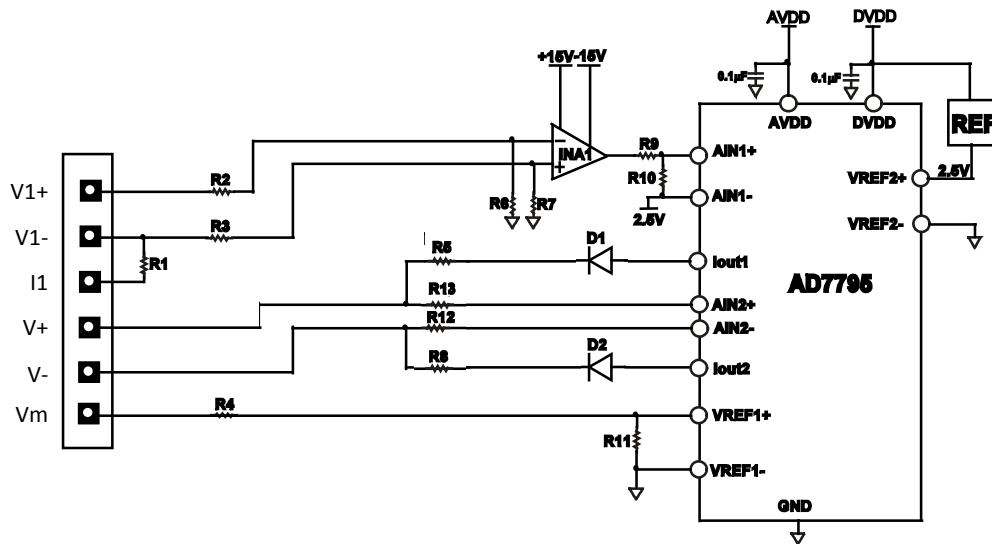 AVDD
DVDD
+15V-15V
0.1µF
0.1µF
REF
AVDD
DVDD
INA1
R9
AIN1+
2.5V
R2
R10
VREF2+
V1+
R6
R7
AIN1-
2.5V
V1-
R3
VREF2-
R5
D1
R1
Iout1
I1
AD7795
R13
AIN2+
V+
R12
AIN2-
D2
R8
Iout2
V-
Vm
R4
VREF1+
R11
VREF1-
GND